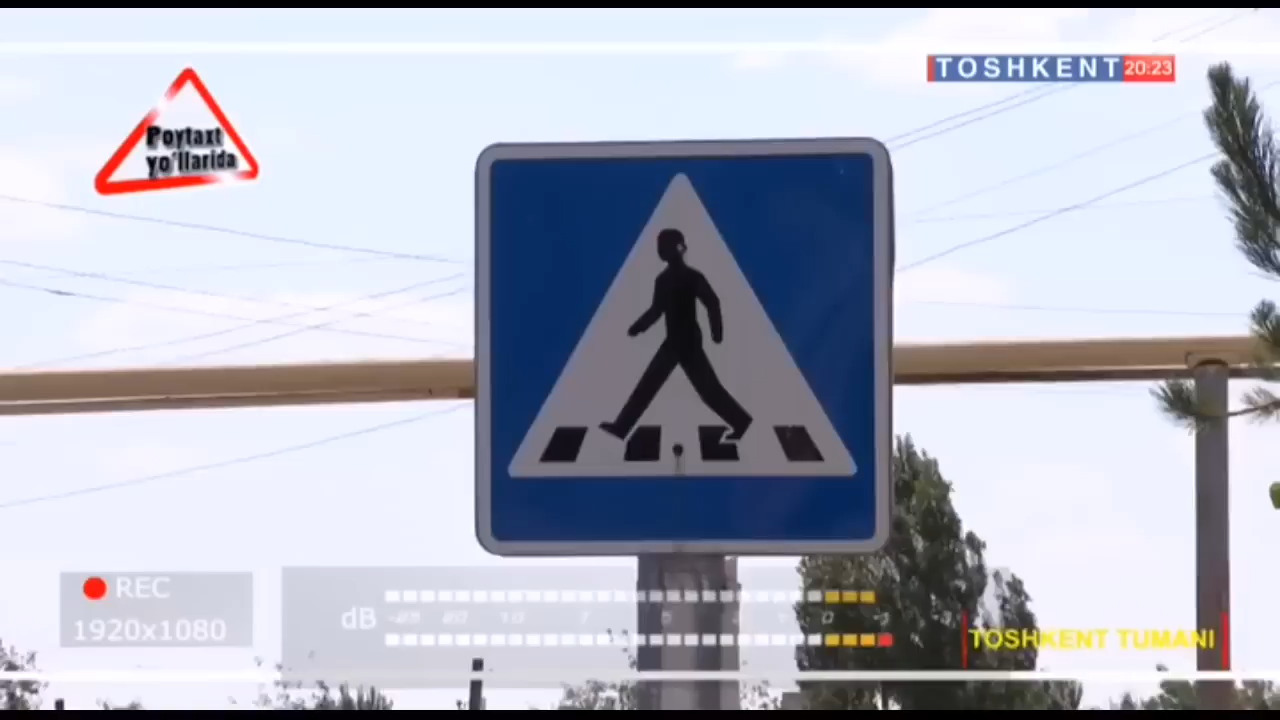 TOSHKENT 20:23
Poytaxt
yo'llarida
REC
1920x1080
dB
TOSHKENT TUMANI